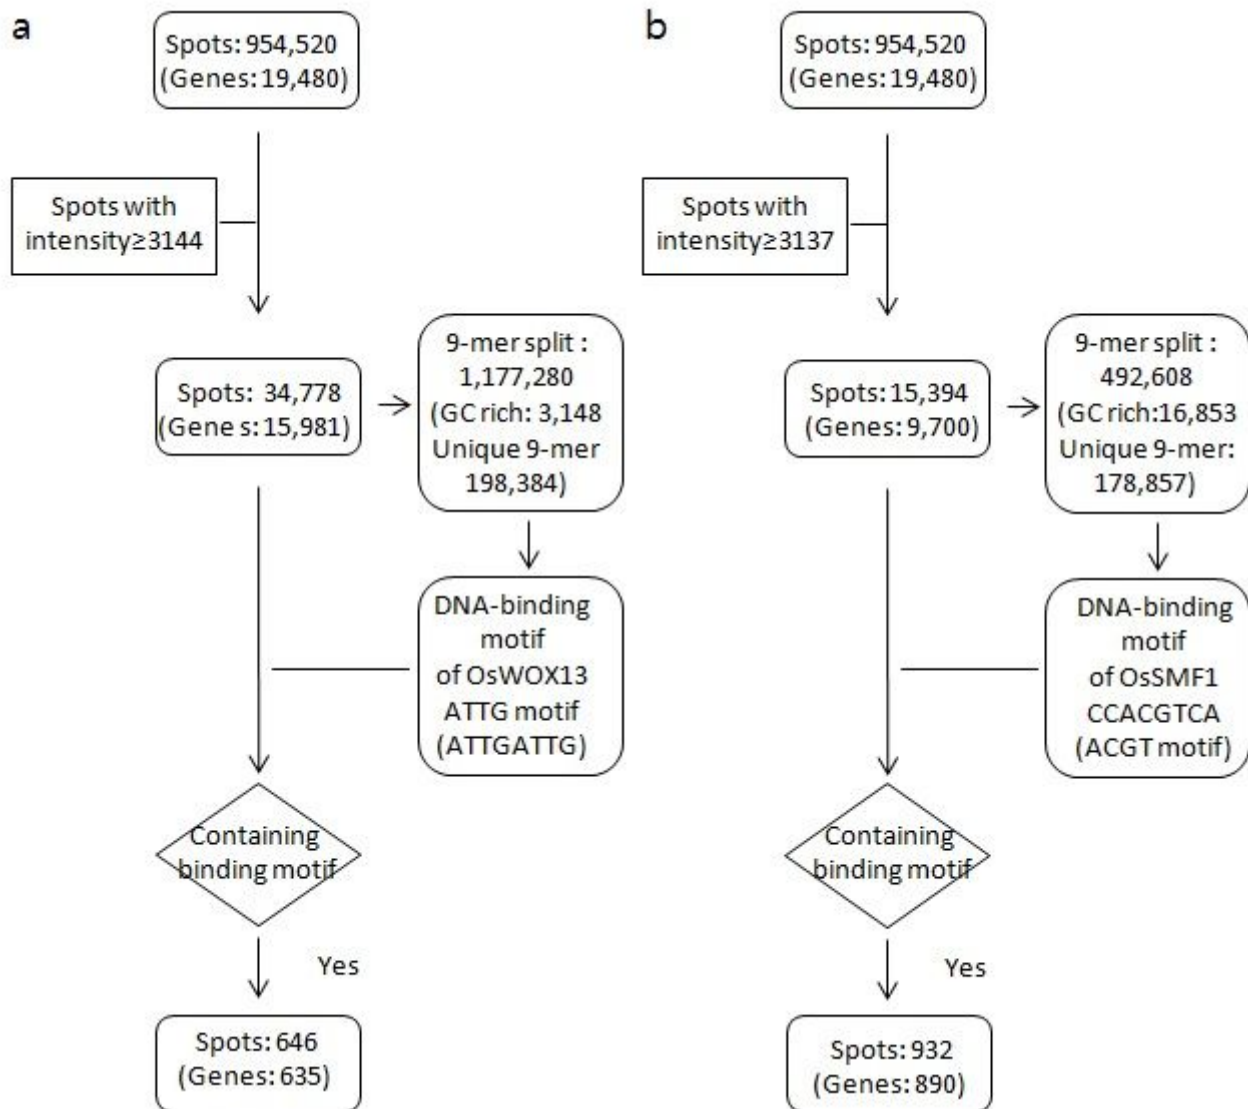 a
Spots: 954,520
(Genes: 19,480)
Spots with
intensity≥3144
Spots: 34,778
(Gene s:15,981)
9-mer split :
1,177,280
(GC rich: 3,148
Unique 9-mer
198,384)
DNA-binding
motif
of OsWOX13
ATTG motif
(ATTGATTG)
Containing
binding motif
Yes
Spots: 646
(Genes: 635)
b
Spots: 954,520
(Genes: 19,480)
Spots with
intensity≥3137
Spots: 15,394
(Genes: 9,700)
9-mer split :
492,608
(GC rich:16,853
Unique 9-mer:
178,857)
DNA-binding
motif
of OsSMF1
CCACGTCA
(ACGT motif)
Containing
binding motif
Yes
Spots: 932
(Genes: 890)